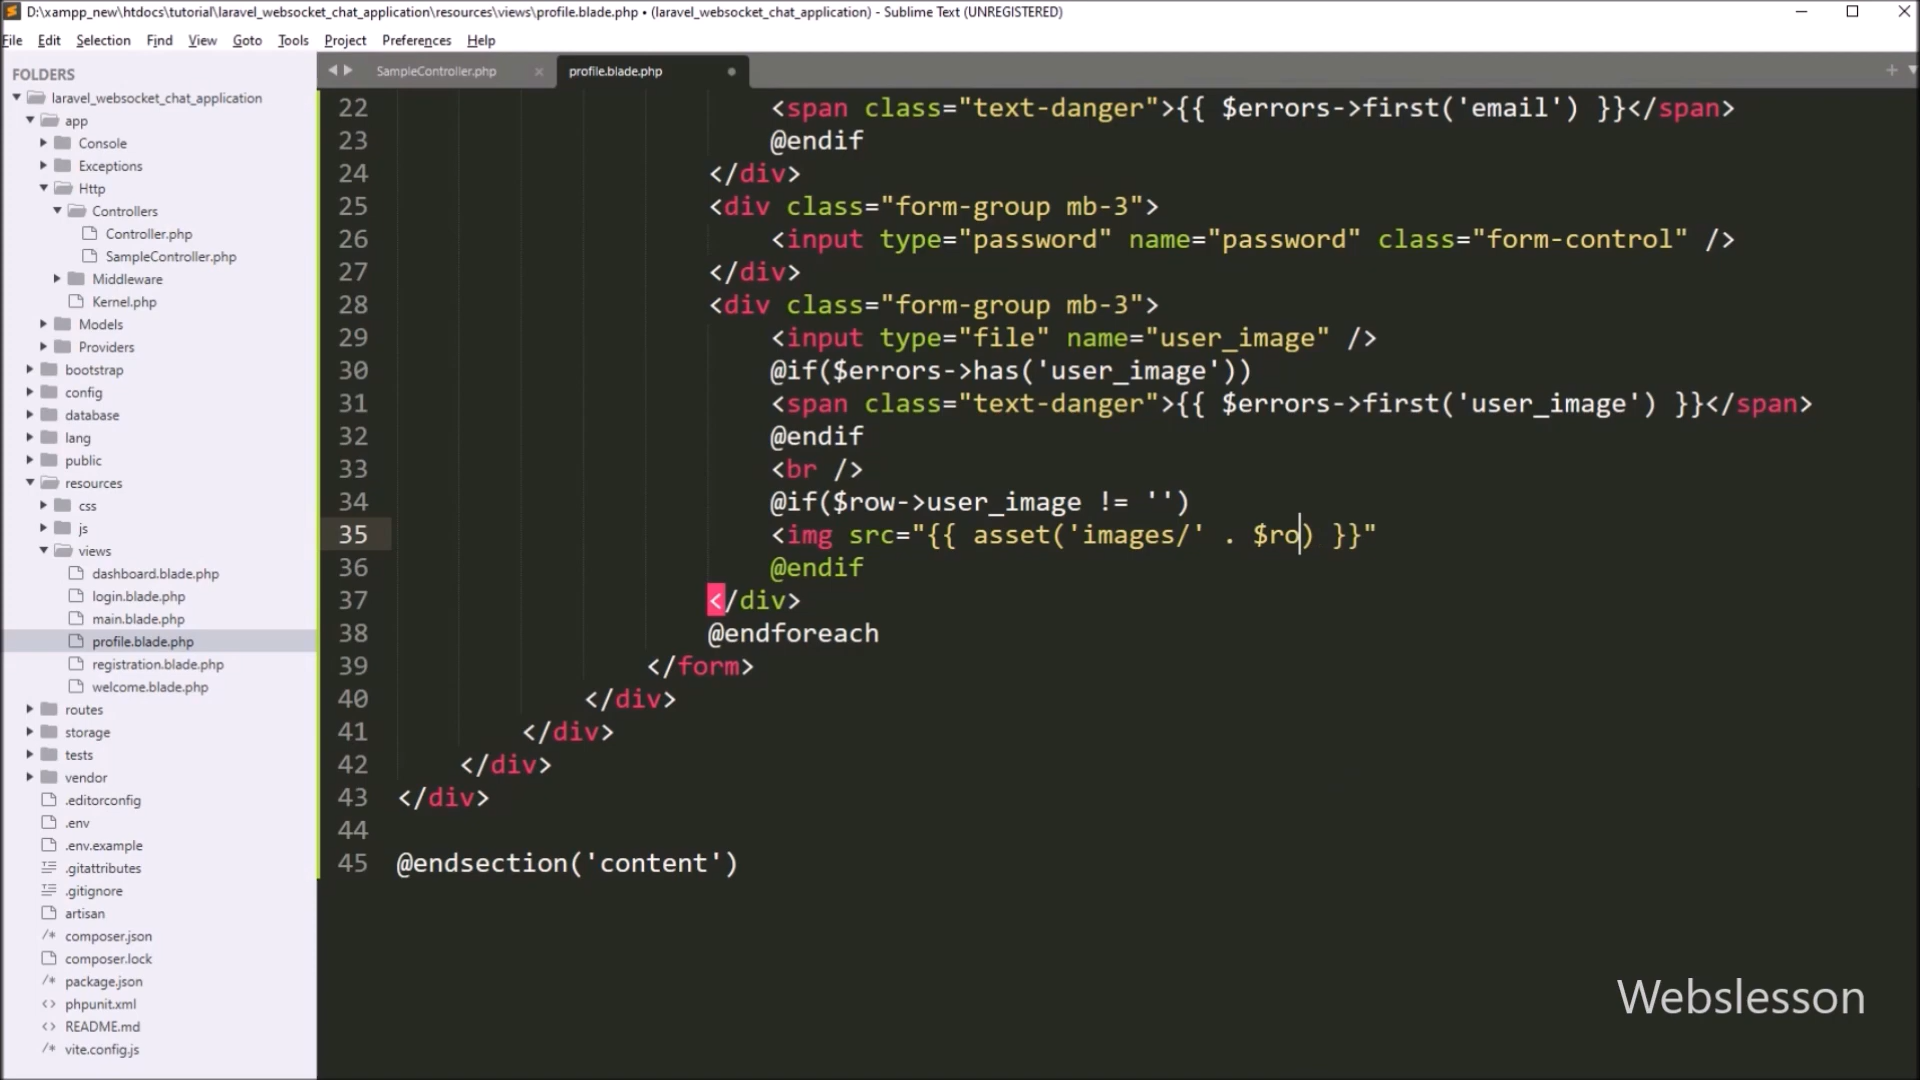 D:\xampp_new\htdocs\tutorial\laravel_websocket_chat_application\resources\views\profile.blade.php • (laravel_websocket_chat_application) - Sublime Text (UNREGISTERED)
File Edit Selection Find View Goto Tools Project Preferences Help
FOLDERS
laravel_websocket_chat_application
app
Console
Exceptions
Http
Controllers
Controller.php
SampleController.php
Middleware
Kernel.php
Models
Providers
bootstrap
config
database
lang
public
resources
css
js
views
dashboard.blade.php
login.blade.php
main.blade.php
profile.blade.php
registration.blade.php
welcome.blade.php
routes
storage
tests
vendor
.editorconfig
.env
.env.example
.gitattributes
.gitignore
artisan
composer.json
composer.lock
package.json
phpunit.xml
README.md
vite.config.js
SampleController.php × profile.blade.php •
22 <span class="text-danger">{{ $errors->first('email') }}</span>
23 @endif
24 </div>
25 <div class="form-group mb-3">
26 <input type="password" name="password" class="form-control" />
27 </div>
28 <div class="form-group mb-3">
29 <input type="file" name="user_image" />
30 @if($errors->has('user_image'))
31 <span class="text-danger">{{ $errors->first('user_image') }}</span>
32 @endif
33 <br />
34 @if($row->user_image != '')
35 <img src="{{ asset('images/' . $ro) }}"
36 @endif
37 </div>
38 @endforeach
39 </form>
40 </div>
41 </div>
42 </div>
43 </div>
44
45 @endsection('content')
Webslesson